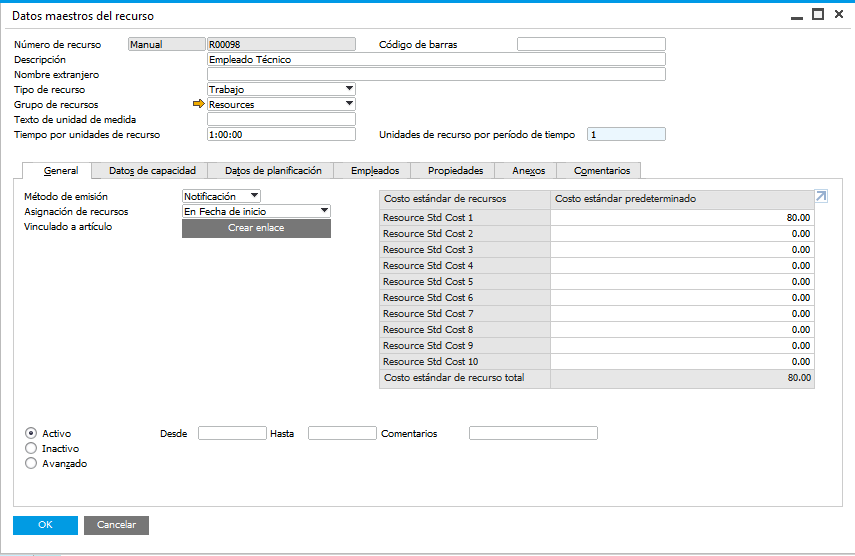 Datos maestros del recurso
Número de recurso Manual R00098 Código de barras
Descripción Empleado Técnico
Nombre extranjero
Tipo de recurso Trabajo
Grupo de recursos Resources
Texto de unidad de medida
Tiempo por unidades de recurso 1:00:00 Unidades de recurso por período de tiempo 1
General Datos de capacidad Datos de planificación Empleados Propiedades Anexos Comentarios
Método de emisión Notificación
Asignación de recursos En Fecha de inicio
Vinculado a artículo Crear enlace
Costo estándar de recursos Costo estándar predeterminado
Resource Std Cost 1 80.00
Resource Std Cost 2 0.00
Resource Std Cost 3 0.00
Resource Std Cost 4 0.00
Resource Std Cost 5 0.00
Resource Std Cost 6 0.00
Resource Std Cost 7 0.00
Resource Std Cost 8 0.00
Resource Std Cost 9 0.00
Resource Std Cost 10 0.00
Costo estándar de recurso total 80.00
Activo Desde Hasta Comentarios
Inactivo
Avanzado
OK Cancelar